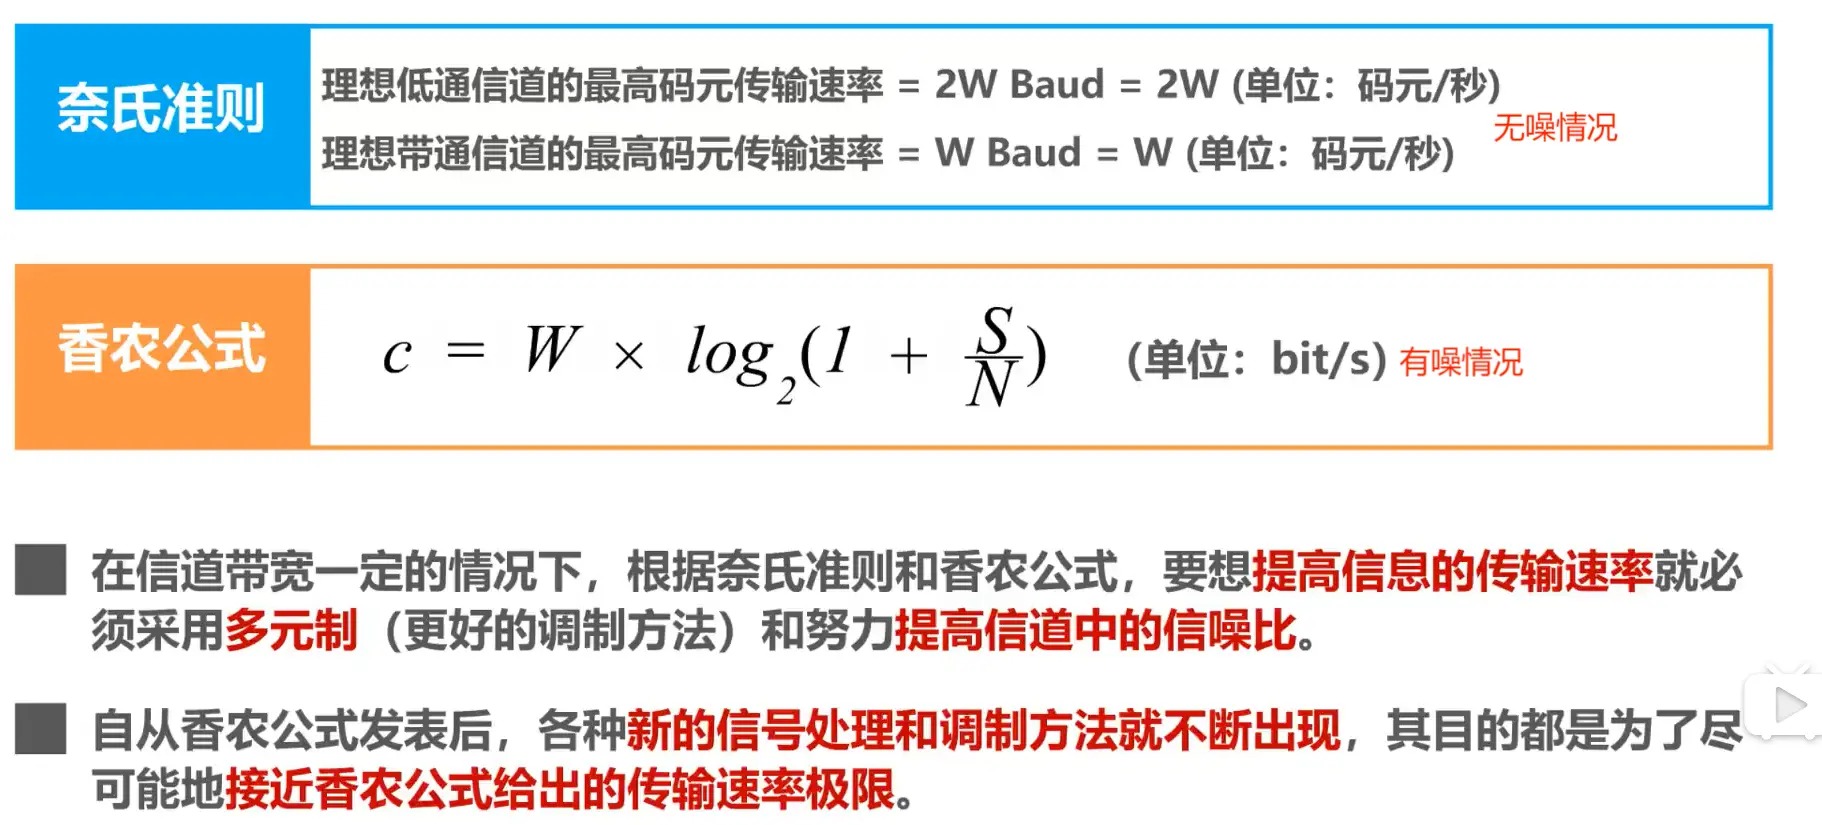 奈氏准则
理想低通信道的最高码元传输速率 = 2W Baud = 2W (单位：码元/秒)
理想带通信道的最高码元传输速率 = W Baud = W (单位：码元/秒)
无噪情况
香农公式
c = W × log₂(1 + S/N) (单位：bit/s) 有噪情况
在信道带宽一定的情况下，根据奈氏准则和香农公式，要想提高信息的传输速率就必
须采用多元制（更好的调制方法）和努力提高信道中的信噪比。
自从香农公式发表后，各种新的信号处理和调制方法就不断出现，其目的都是为了尽
可能地接近香农公式给出的传输速率极限。